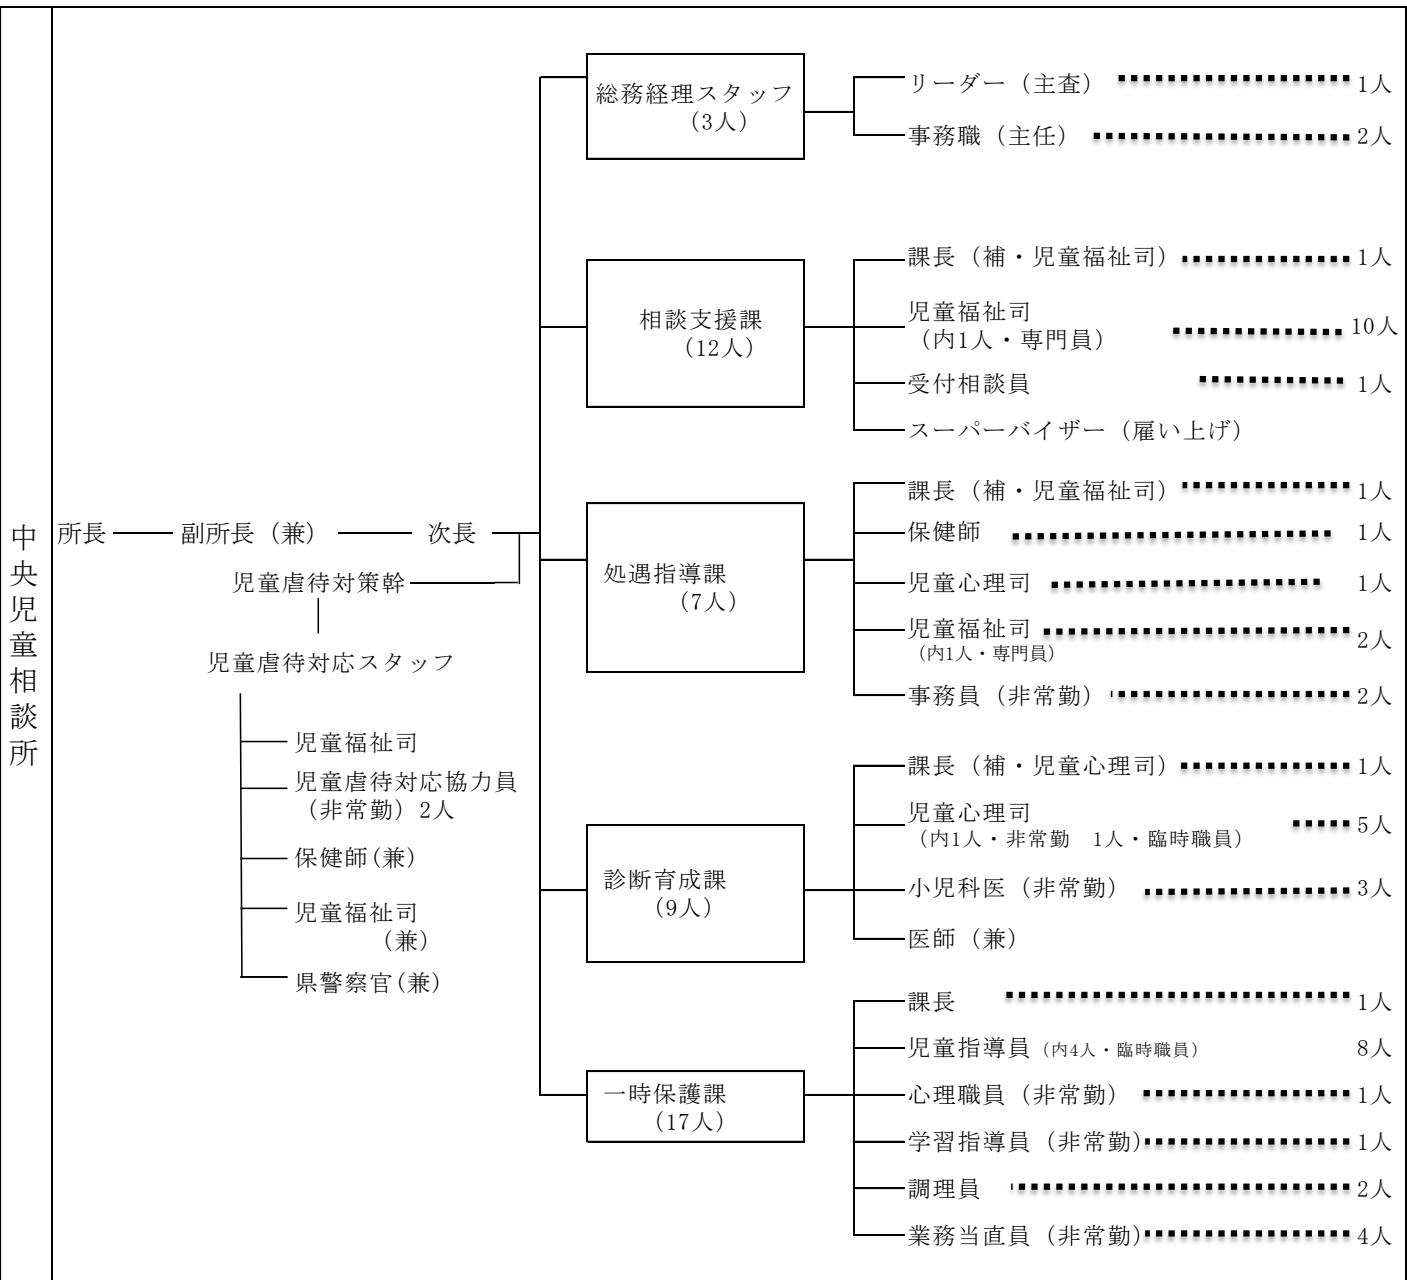 中央児童相談所
所長
副所長（兼）
次長
児童虐待対策幹
児童虐待対応スタッフ
児童福祉司
児童虐待対応協力員
（非常勤）2人
保健師(兼)
児童福祉司
（兼）
県警察官(兼)
総務経理スタッフ
（3人）
リーダー（主査） 1人
事務職（主任） 2人
相談支援課
（12人）
課長（補・児童福祉司） 1人
児童福祉司 10人
（内1人・専門員）
受付相談員 1人
スーパーバイザー（雇い上げ）
処遇指導課
（7人）
課長（補・児童福祉司） 1人
保健師 1人
児童心理司 1人
児童福祉司 2人
（内1人・専門員）
事務員（非常勤） 2人
診断育成課
（9人）
課長（補・児童心理司） 1人
児童心理司 5人
（内1人・非常勤　1人・臨時職員）
小児科医（非常勤） 3人
医師（兼）
一時保護課
（17人）
課長 1人
児童指導員（内4人・臨時職員） 8人
心理職員（非常勤） 1人
学習指導員（非常勤） 1人
調理員 2人
業務当直員（非常勤） 4人